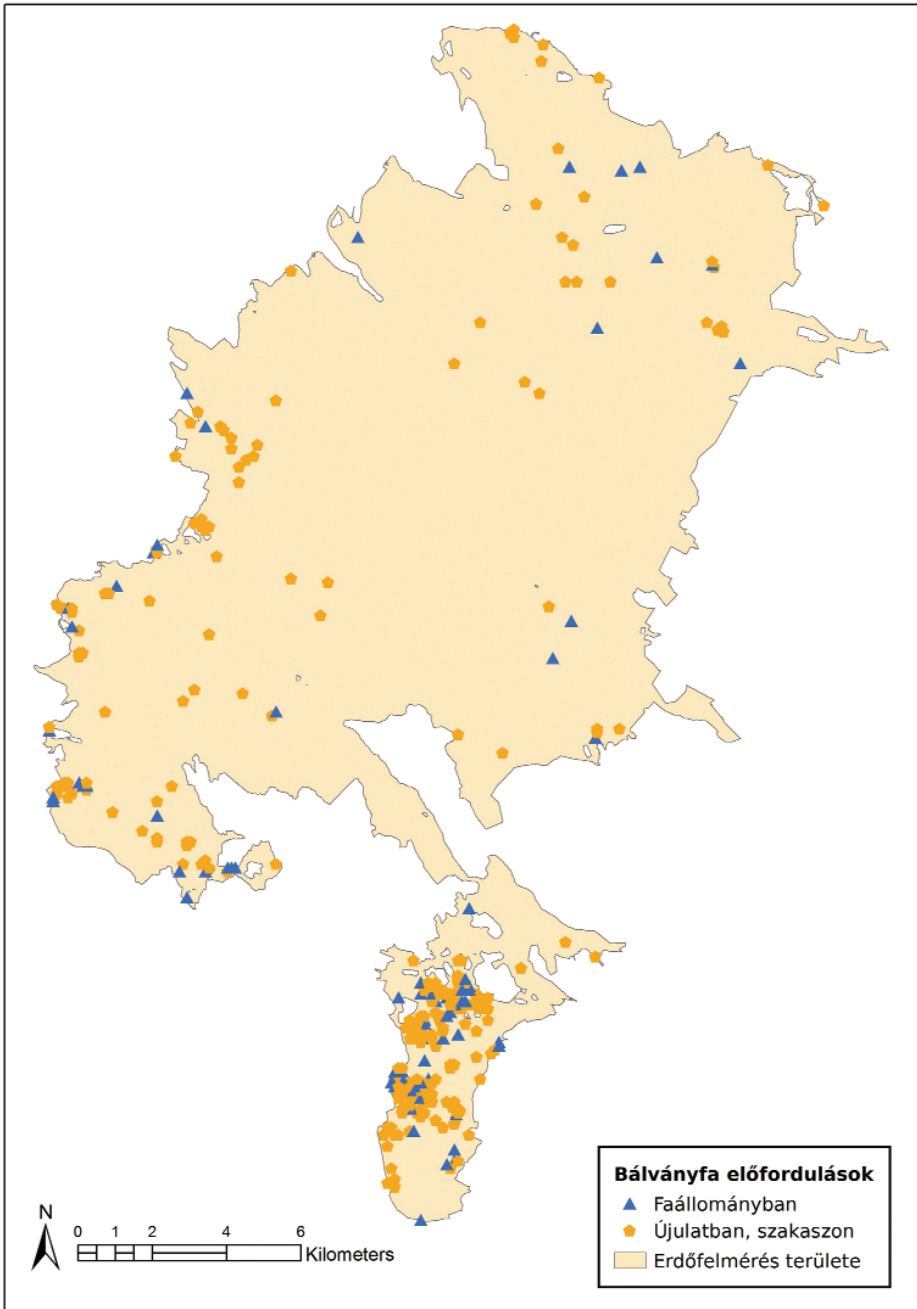 Bálványfa előfordulások
Faállományban
Újulatban, szakaszon
Erdőfelmérés területe
N
0 1 2 4 6
Kilometers